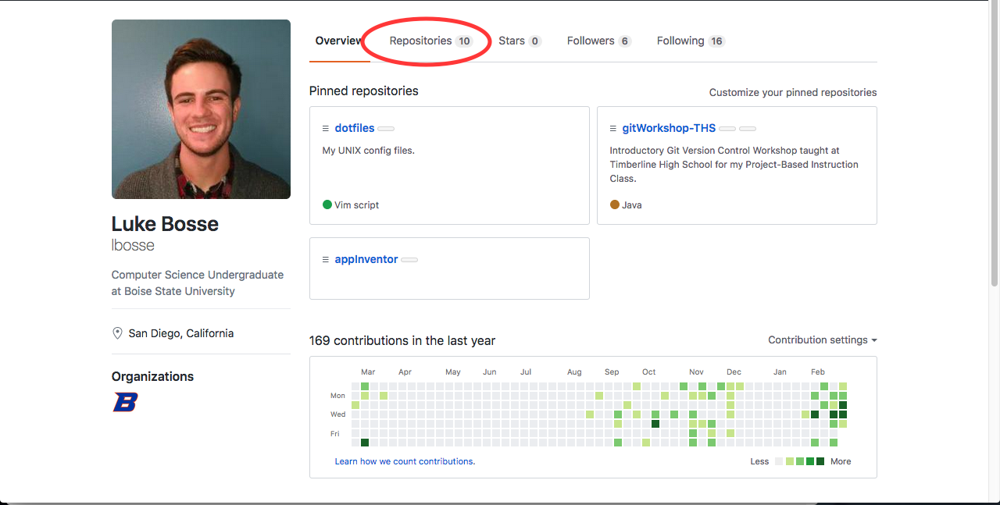 Overview Repositories 10 Stars 0 Followers 6 Following 16
Pinned repositories
Customize your pinned repositories
dotfiles
My UNIX config files.
Vim script
gitWorkshop-THS
Introductory Git Version Control Workshop taught at
Timberline High School for my Project-Based Instruction
Class.
Java
appInventor
Luke Bosse
lbosse
Computer Science Undergraduate
at Boise State University
San Diego, California
Organizations
B
169 contributions in the last year
Contribution settings
Mar Apr May Jun Jul Aug Sep Oct Nov Dec Jan Feb
Mon
Wed
Fri
Learn how we count contributions.
Less More